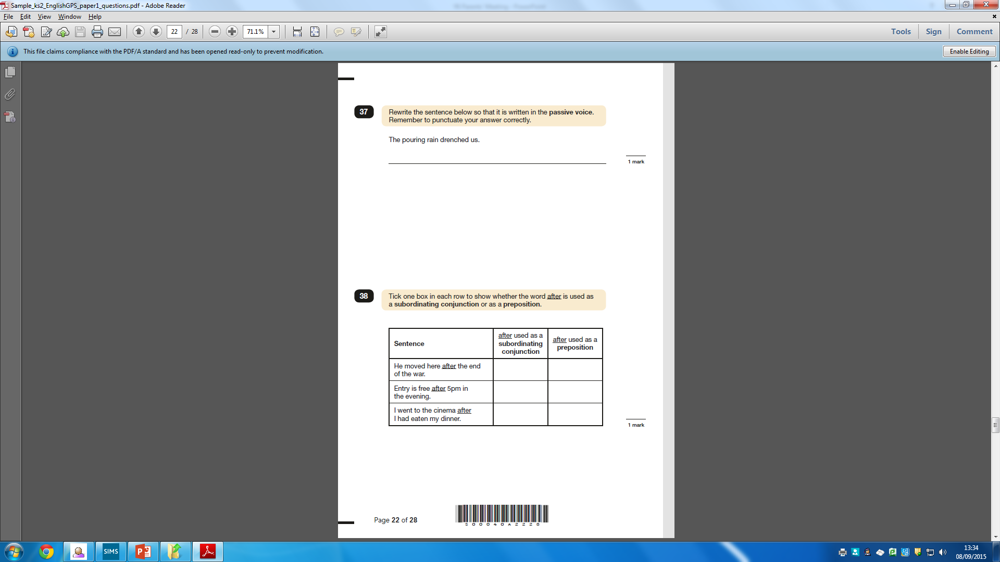 Sample_ks2_EnglishGPS_paper1_questions.pdf - Adobe Reader
File Edit View Window Help
22 / 28 71.1% Tools Sign Comment
This file claims compliance with the PDF/A standard and has been opened read-only to prevent modification. Enable Editing
37 Rewrite the sentence below so that it is written in the passive voice.
Remember to punctuate your answer correctly.
The pouring rain drenched us.
1 mark
38 Tick one box in each row to show whether the word after is used as
a subordinating conjunction or as a preposition.
Sentence
after used as a
subordinating
conjunction
after used as a
preposition
He moved here after the end
of the war.
Entry is free after 5pm in
the evening.
I went to the cinema after
I had eaten my dinner.
1 mark
Page 22 of 28
S00040A2228
SIMS
13:34
08/09/2015